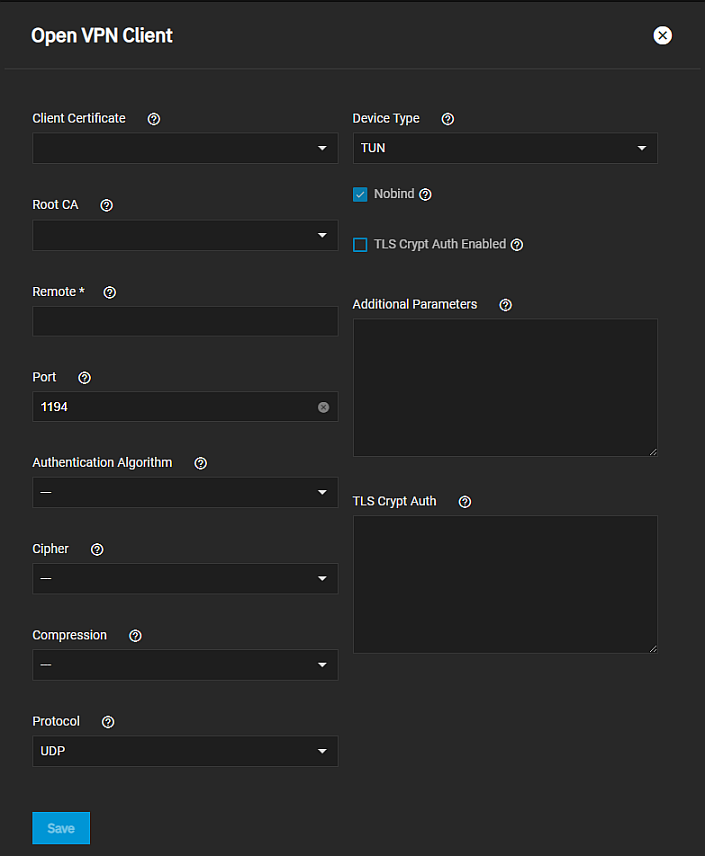 Open VPN Client
Client Certificate
Root CA
Remote *
Port
1194
Authentication Algorithm
---
Cipher
---
Compression
---
Protocol
UDP
Device Type
TUN
Nobind
TLS Crypt Auth Enabled
Additional Parameters
TLS Crypt Auth
Save